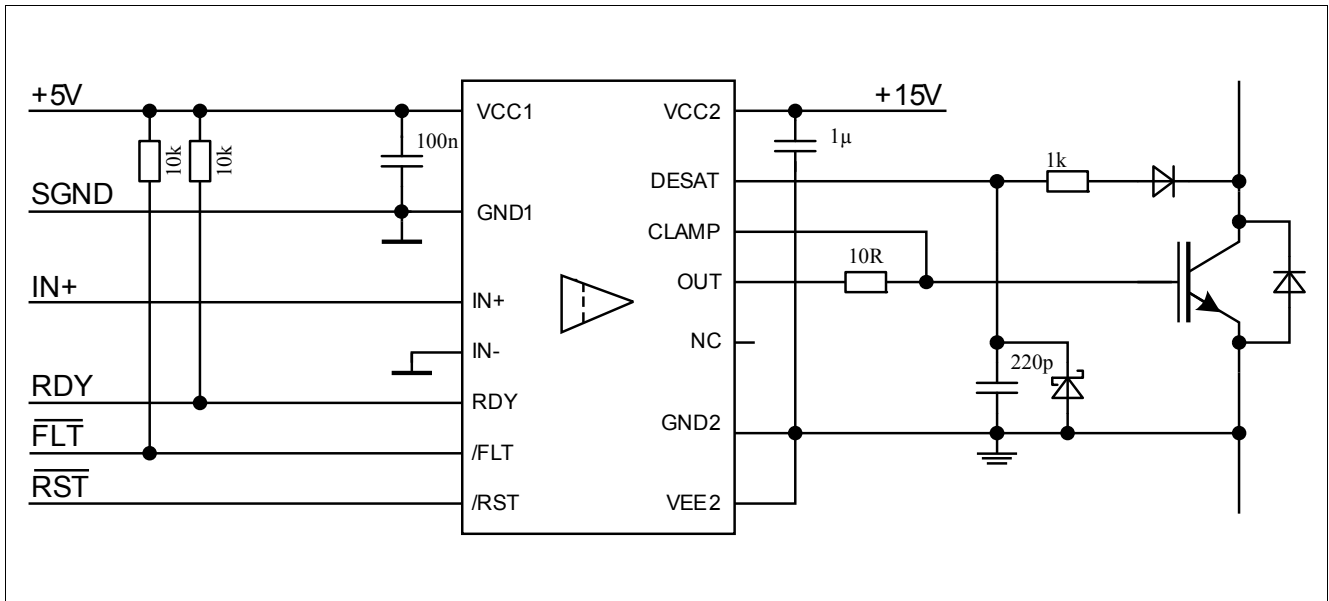 +5V
10k
10k
100n
SGND
IN+
RDY
FLT
RST
VCC1
GND1
IN+
IN-
RDY
/FLT
/RST
VCC2
DESAT
CLAMP
OUT
NC
GND2
VEE2
+15V
1µ
1k
10R
220p